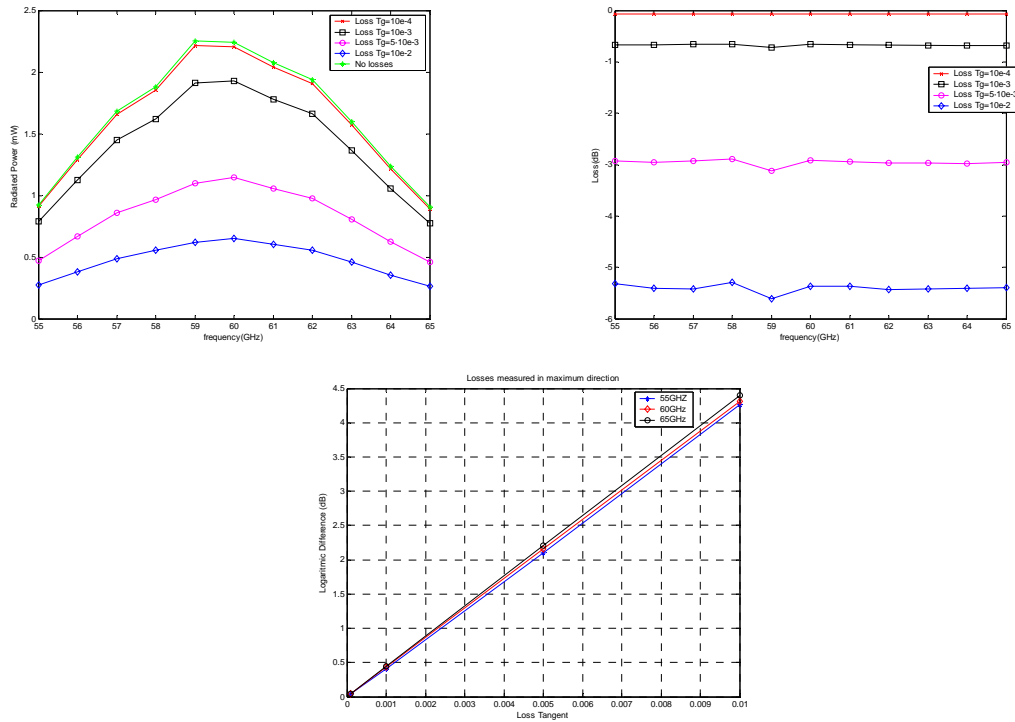 Loss Tg=10e-4
Loss Tg=10e-3
Loss Tg=5-10e-3
Loss Tg=10e-2
No losses
2.5
2
1.5
1
0.5
0
Radiated Power (mW)
55 56 57 58 59 60 61 62 63 64 65
frequency(GHz)
0
-1
-2
-3
-4
-5
-6
Loss(dB)
Loss Tg=10e-4
Loss Tg=10e-3
Loss Tg=5-10e-3
Loss Tg=10e-2
55 56 57 58 59 60 61 62 63 64 65
frequency(GHz)
Losses measured in maximum direction
4.5
4
3.5
3
2.5
2
1.5
1
0.5
0
Logaritmic Difference (dB)
55GHZ
60GHz
65GHz
0 0.001 0.002 0.003 0.004 0.005 0.006 0.007 0.008 0.009 0.01
Loss Tangent